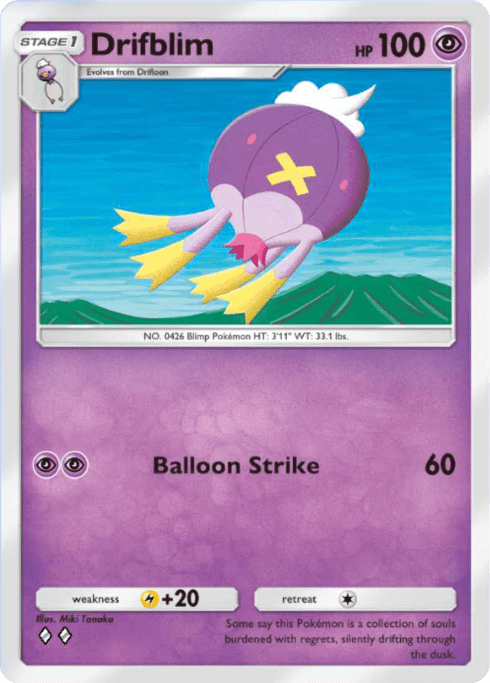 STAGE 1 Drifblim HP 100
Evolves from Drifloon
NO. 0426 Blimp Pokémon HT: 3'11" WT: 33.1 lbs.
Balloon Strike 60
weakness +20 retreat
Illus. Miki Tanaka
Some say this Pokémon is a collection of souls
burdened with regrets, silently drifting through
the dusk.